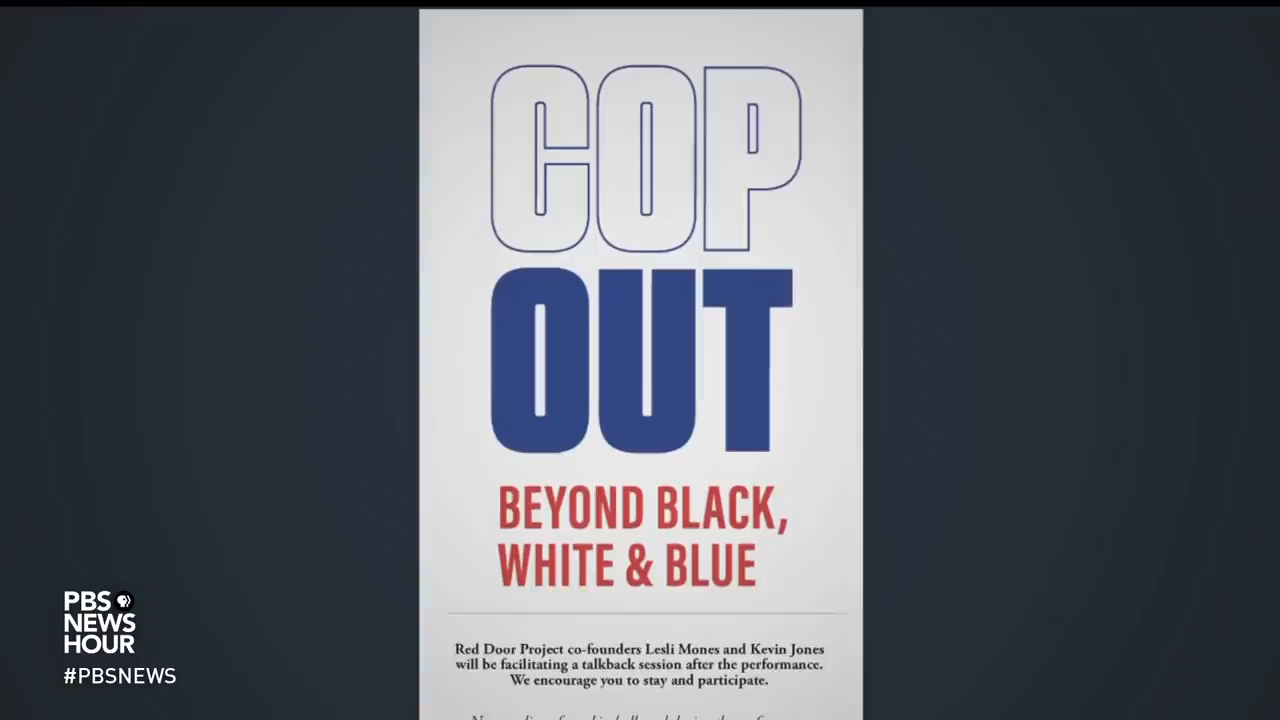 COP
OUT
BEYOND BLACK,
WHITE & BLUE
Red Door Project co-founders Lesli Mones and Kevin Jones
will be facilitating a talkback session after the performance.
We encourage you to stay and participate.
PBS
NEWS
HOUR
#PBSNEWS